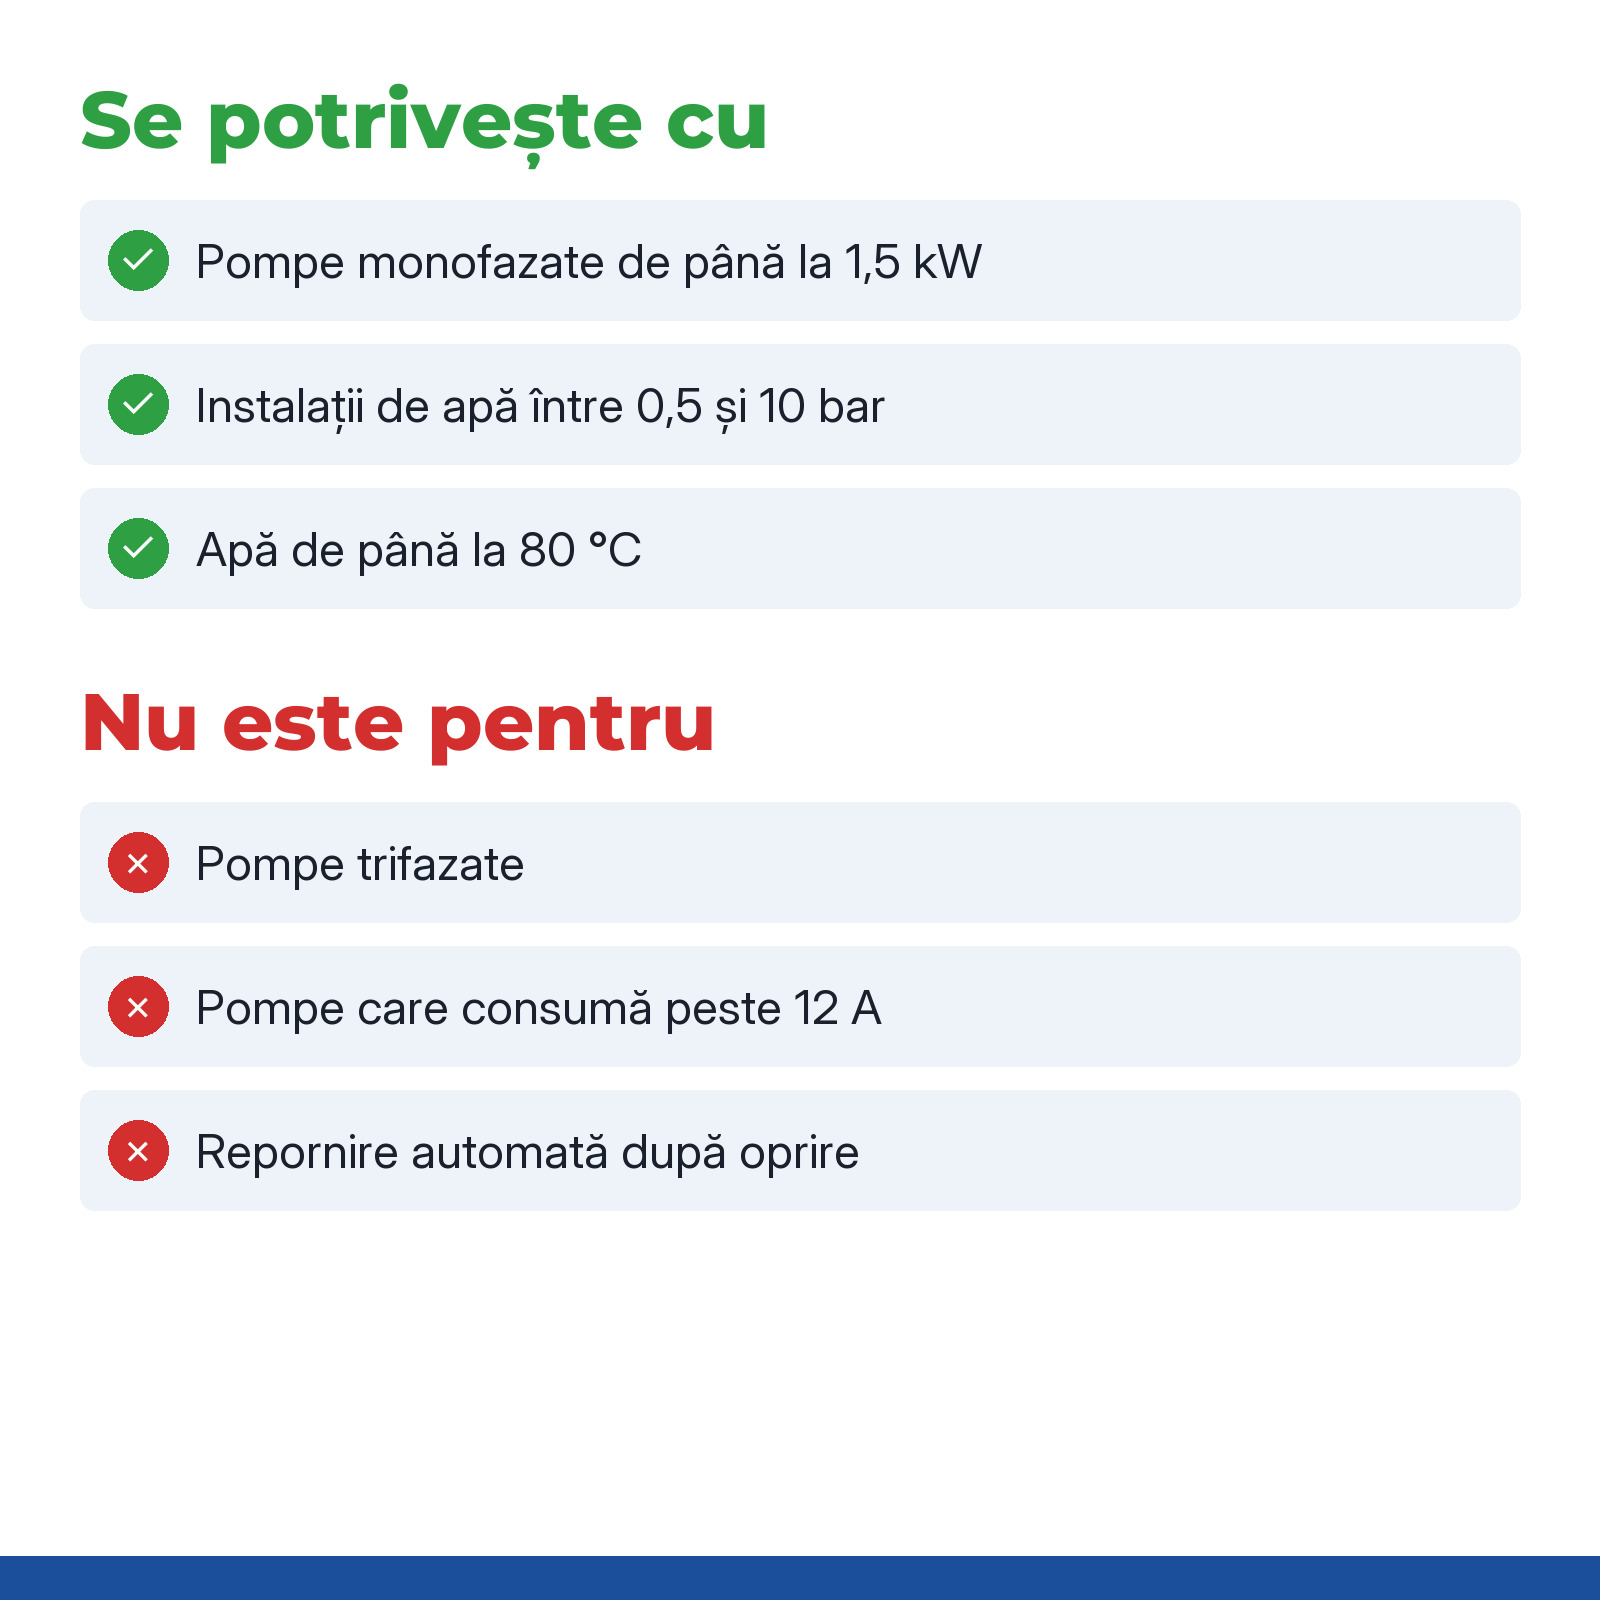 Se potrivește cu
Pompe monofazate de până la 1,5 kW
Instalații de apă între 0,5 și 10 bar
Apă de până la 80 °C
Nu este pentru
Pompe trifazate
Pompe care consumă peste 12 A
Repornire automată după oprire